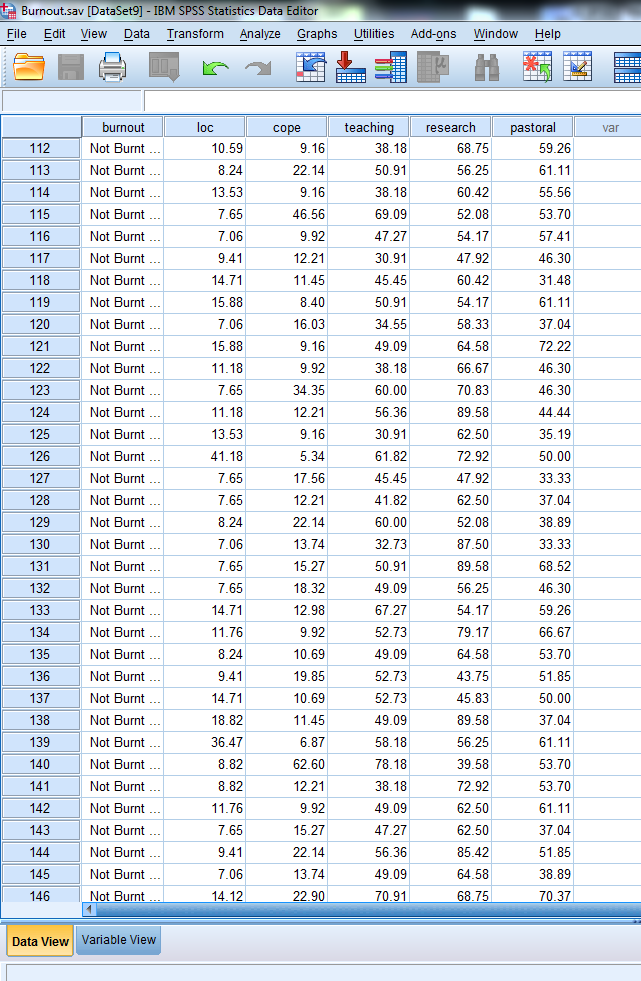 Burnout.sav [DataSet9] - IBM SPSS Statistics Data Editor
File Edit View Data Transform Analyze Graphs Utilities Add-ons Window Help
burnout loc cope teaching research pastoral var
112 Not Burnt ... 10.59 9.16 38.18 68.75 59.26
113 Not Burnt ... 8.24 22.14 50.91 56.25 61.11
114 Not Burnt ... 13.53 9.16 38.18 60.42 55.56
115 Not Burnt ... 7.65 46.56 69.09 52.08 53.70
116 Not Burnt ... 7.06 9.92 47.27 54.17 57.41
117 Not Burnt ... 9.41 12.21 30.91 47.92 46.30
118 Not Burnt ... 14.71 11.45 45.45 60.42 31.48
119 Not Burnt ... 15.88 8.40 50.91 54.17 61.11
120 Not Burnt ... 7.06 16.03 34.55 58.33 37.04
121 Not Burnt ... 15.88 9.16 49.09 64.58 72.22
122 Not Burnt ... 11.18 9.92 38.18 66.67 46.30
123 Not Burnt ... 7.65 34.35 60.00 70.83 46.30
124 Not Burnt ... 11.18 12.21 56.36 89.58 44.44
125 Not Burnt ... 13.53 9.16 30.91 62.50 35.19
126 Not Burnt ... 41.18 5.34 61.82 72.92 50.00
127 Not Burnt ... 7.65 17.56 45.45 47.92 33.33
128 Not Burnt ... 7.65 12.21 41.82 62.50 37.04
129 Not Burnt ... 8.24 22.14 60.00 52.08 38.89
130 Not Burnt ... 7.06 13.74 32.73 87.50 33.33
131 Not Burnt ... 7.65 15.27 50.91 89.58 68.52
132 Not Burnt ... 7.65 18.32 49.09 56.25 46.30
133 Not Burnt ... 14.71 12.98 67.27 54.17 59.26
134 Not Burnt ... 11.76 9.92 52.73 79.17 66.67
135 Not Burnt ... 8.24 10.69 49.09 64.58 53.70
136 Not Burnt ... 9.41 19.85 52.73 43.75 51.85
137 Not Burnt ... 14.71 10.69 52.73 45.83 50.00
138 Not Burnt ... 18.82 11.45 49.09 89.58 37.04
139 Not Burnt ... 36.47 6.87 58.18 56.25 61.11
140 Not Burnt ... 8.82 62.60 78.18 39.58 53.70
141 Not Burnt ... 8.82 12.21 38.18 72.92 53.70
142 Not Burnt ... 11.76 9.92 49.09 62.50 61.11
143 Not Burnt ... 7.65 15.27 47.27 62.50 37.04
144 Not Burnt ... 9.41 22.14 56.36 85.42 51.85
145 Not Burnt ... 7.06 13.74 49.09 64.58 38.89
146 Not Burnt ... 14.12 22.90 70.91 68.75 70.37
Data View Variable View